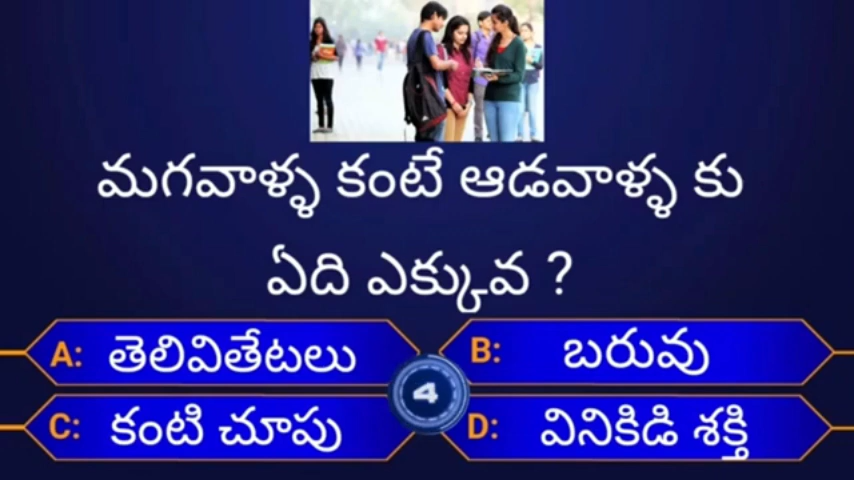 మగవాళ్ళ కంటే ఆడవాళ్ళ కు
ఏది ఎక్కువ ?
A: తెలివితేటలు
B: బరువు
4
C: కంటి చూపు
D: వినికిడి శక్తి